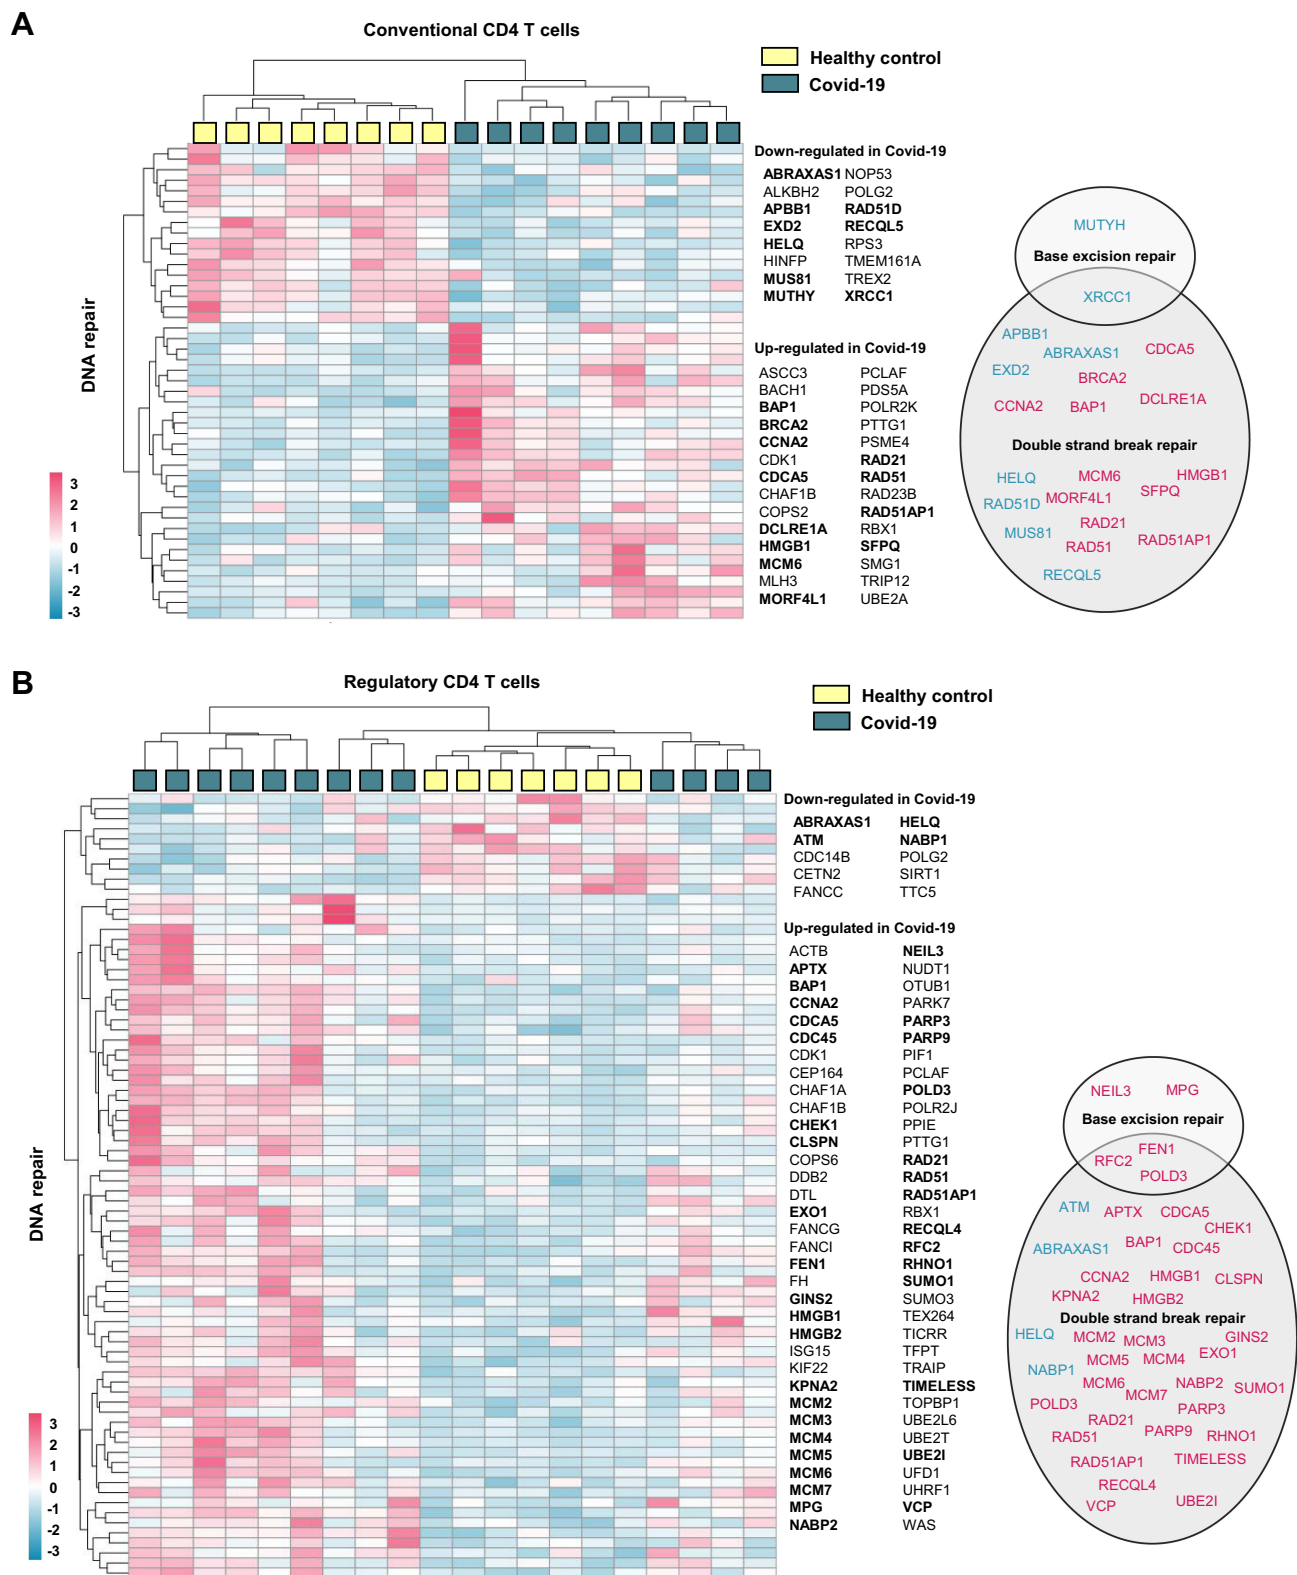 A
Conventional CD4 T cells
Healthy control
Covid-19
Down-regulated in Covid-19
ABRAXAS1 NOP53
ALKBH2 POLG2
APBB1 RAD51D
EXD2 RECQL5
HELQ RPS3
HINFP TMEM161A
MUS81 TREX2
MUTHY XRCC1
Up-regulated in Covid-19
ASCC3 PCLAF
BACH1 PDS5A
BAP1 POLR2K
BRCA2 PTTG1
CCNA2 PSME4
CDK1 RAD21
CDCA5 RAD51
CHAF1B RAD23B
COPS2 RAD51AP1
DCLRE1A RBX1
HMGB1 SFPQ
MCM6 SMG1
MLH3 TRIP12
MORF4L1 UBE2A
DNA repair
3
2
1
0
-1
-2
-3
MUTYH
Base excision repair
XRCC1
APBB1
ABRAXAS1 CDCA5
EXD2 BRCA2
CCNA2 BAP1 DCLRE1A
Double strand break repair
HELQ MCM6 HMGB1
RAD51D MORF4L1 SFPQ
MUS81 RAD21
RAD51 RAD51AP1
RECQL5
B
Regulatory CD4 T cells
Healthy control
Covid-19
Down-regulated in Covid-19
ABRAXAS1 HELQ
ATM NABP1
CDC14B POLG2
CETN2 SIRT1
FANCC TTC5
Up-regulated in Covid-19
ACTB NEIL3
APTX NUDT1
BAP1 OTUB1
CCNA2 PARK7
CDCA5 PARP3
CDC45 PARP9
CDK1 PIF1
CEP164 PCLAF
CHAF1A POLD3
CHAF1B POLR2J
CHEK1 PPIE
CLSPN PTTG1
COPS6 RAD21
DDB2 RAD51
DTL RAD51AP1
EXO1 RBX1
FANCG RECQL4
FANCI RFC2
FEN1 RHNO1
FH SUMO1
GINS2 SUMO3
HMGB1 TEX264
HMGB2 TICRR
ISG15 TFPT
KIF22 TRAIP
KPNA2 TIMELESS
MCM2 TOPBP1
MCM3 UBE2L6
MCM4 UBE2T
MCM5 UBE2I
MCM6 UFD1
MCM7 UHRF1
MPG VCP
NABP2 WAS
DNA repair
3
2
1
0
-1
-2
-3
NEIL3 MPG
Base excision repair
FEN1
RFC2
POLD3
ATM APTX CDCA5
CHEK1
ABRAXAS1 BAP1 CDC45
CCNA2 HMGB1 CLSPN
KPNA2 HMGB2
Double strand break repair
HELQ MCM2 MCM3 GINS2
MCM5 MCM4 EXO1
NABP1
MCM6 MCM7 NABP2 SUMO1
POLD3 PARP3
RAD21 PARP9
RAD51 RHNO1
RAD51AP1 TIMELESS
RECQL4
VCP UBE2I